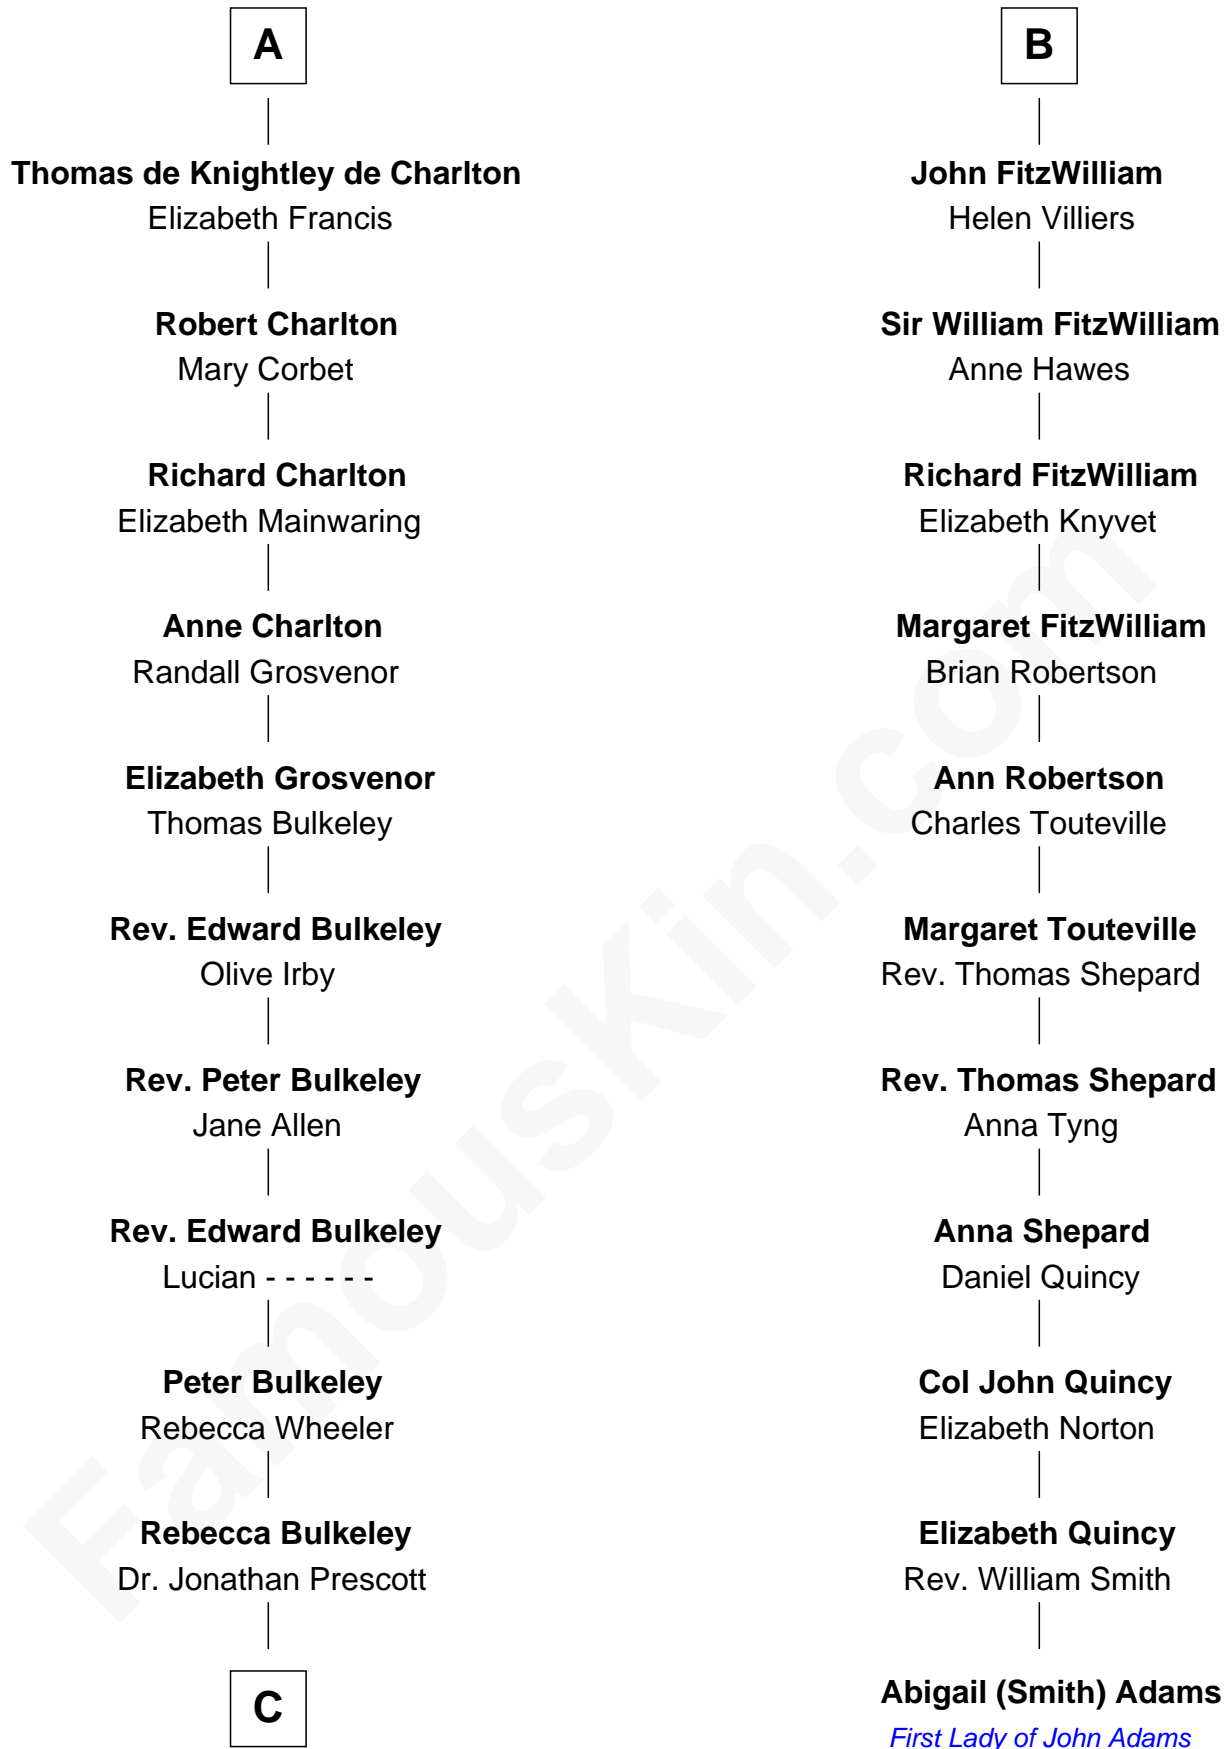 A
Thomas de Knightley de Charlton
Elizabeth Francis
Robert Charlton
Mary Corbet
Richard Charlton
Elizabeth Mainwaring
Anne Charlton
Randall Grosvenor
Elizabeth Grosvenor
Thomas Bulkeley
Rev. Edward Bulkeley
Olive Irby
Rev. Peter Bulkeley
Jane Allen
Rev. Edward Bulkeley
Lucian - - - - - -
Peter Bulkeley
Rebecca Wheeler
Rebecca Bulkeley
Dr. Jonathan Prescott
C
B
John FitzWilliam
Helen Villiers
Sir William FitzWilliam
Anne Hawes
Richard FitzWilliam
Elizabeth Knyvet
Margaret FitzWilliam
Brian Robertson
Ann Robertson
Charles Touteville
Margaret Touteville
Rev. Thomas Shepard
Rev. Thomas Shepard
Anna Tyng
Anna Shepard
Daniel Quincy
Col John Quincy
Elizabeth Norton
Elizabeth Quincy
Rev. William Smith
Abigail (Smith) Adams
First Lady of John Adams
FamousKin.com